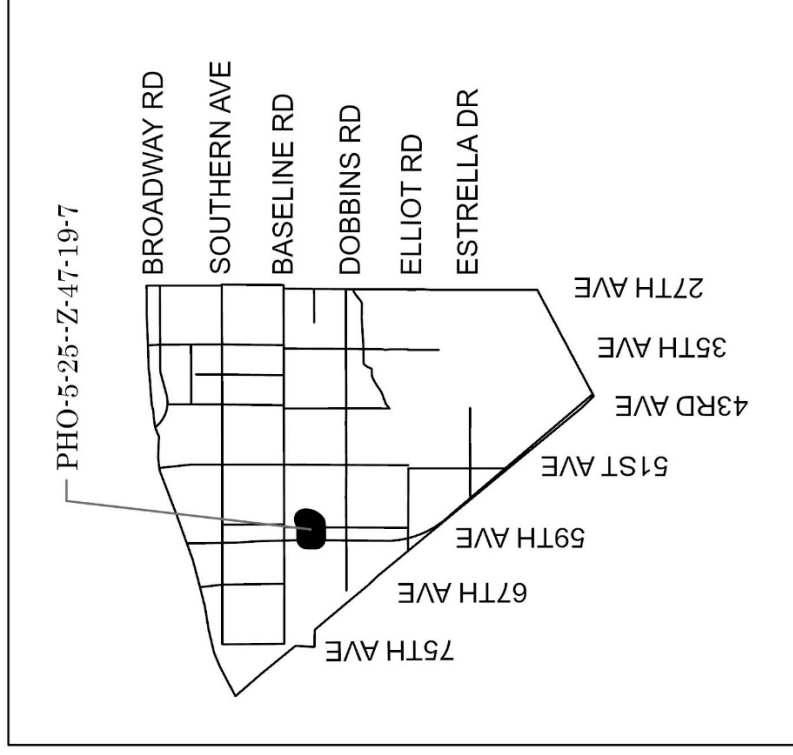 PHO-5-25--Z-47-19-7
BROADWAY RD
SOUTHERN AVE
BASELINE RD
DOBBINS RD
ELLIOT RD
ESTRELLA DR
27TH AVE
35TH AVE
43RD AVE
51ST AVE
59TH AVE
67TH AVE
75TH AVE